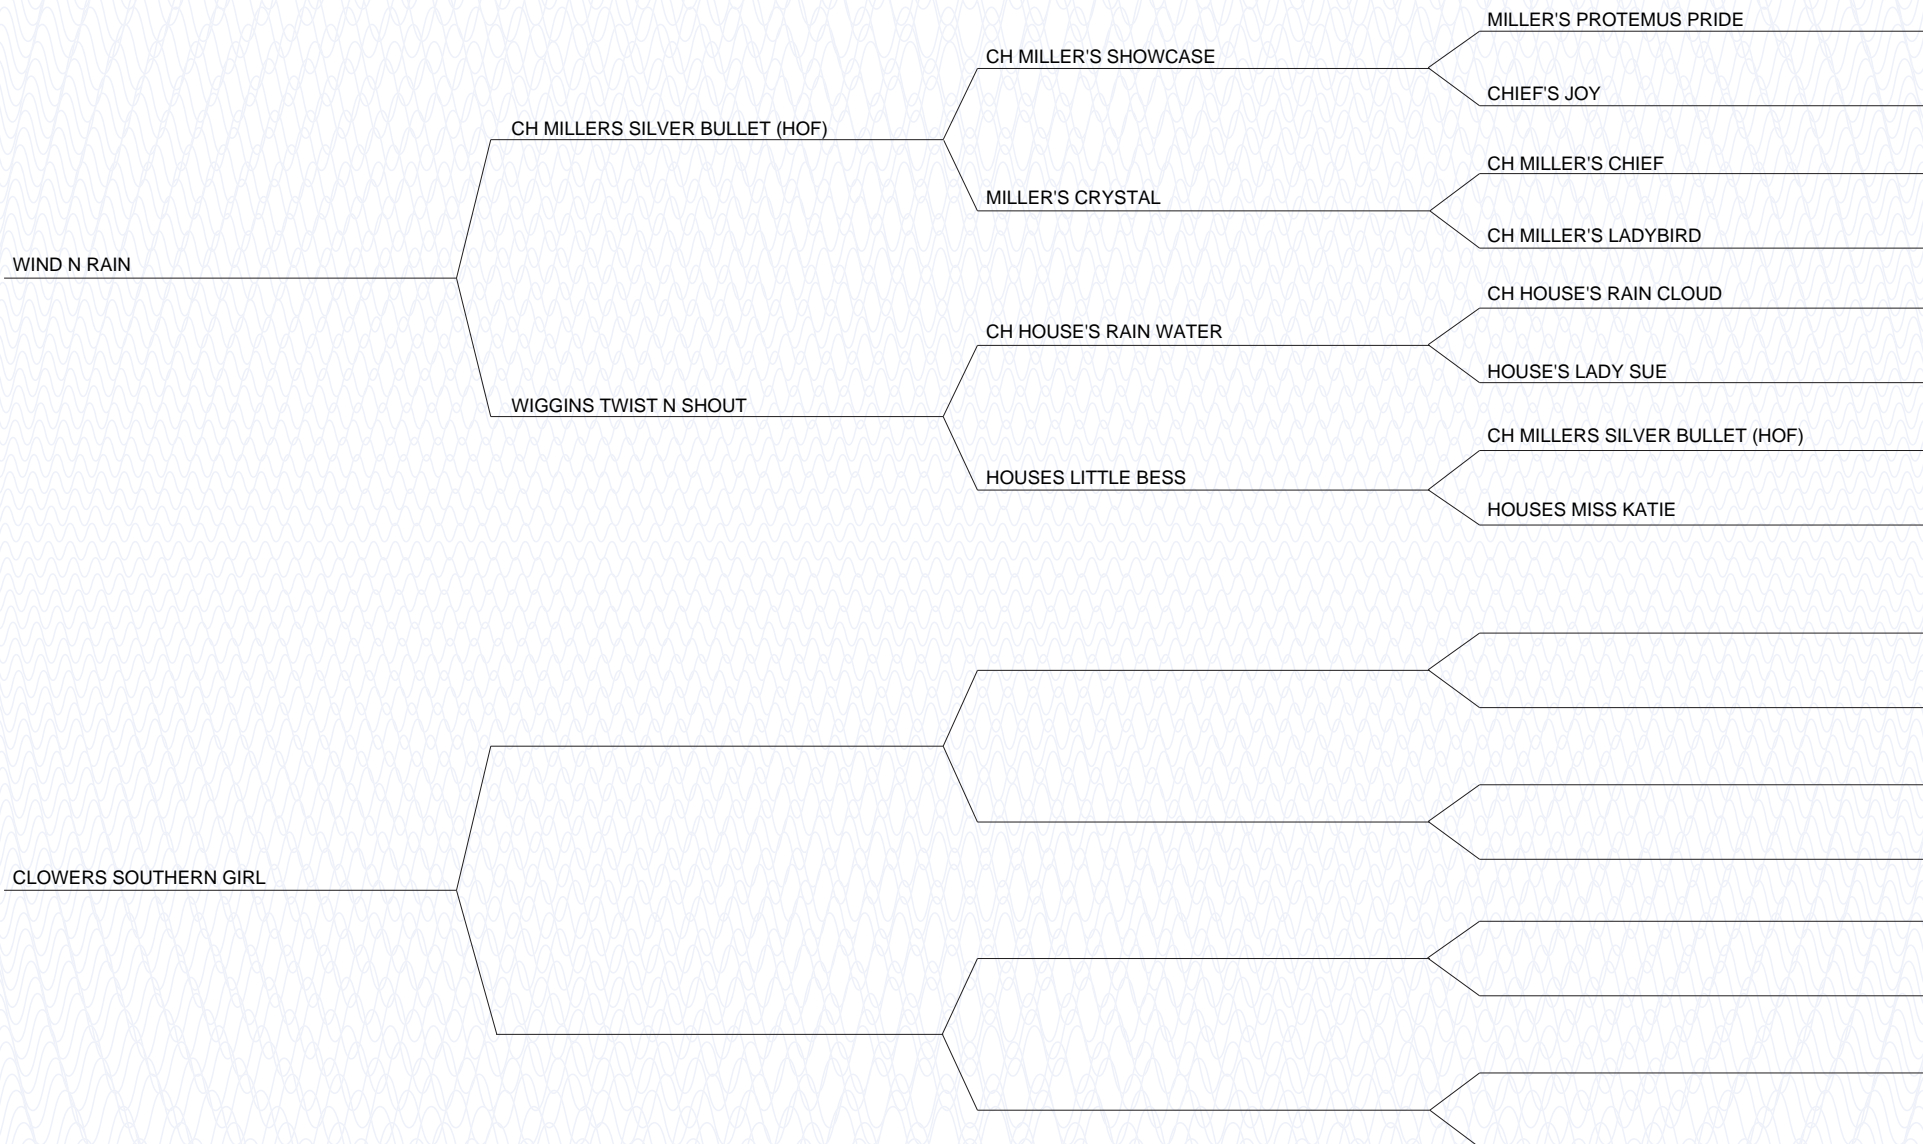 MILLER'S PROTEMUS PRIDE
CH MILLER'S SHOWCASE
CHIEF'S JOY
CH MILLERS SILVER BULLET (HOF)
CH MILLER'S CHIEF
MILLER'S CRYSTAL
CH MILLER'S LADYBIRD
WIND N RAIN
CH HOUSE'S RAIN CLOUD
CH HOUSE'S RAIN WATER
HOUSE'S LADY SUE
WIGGINS TWIST N SHOUT
CH MILLERS SILVER BULLET (HOF)
HOUSES LITTLE BESS
HOUSES MISS KATIE
CLOWERS SOUTHERN GIRL